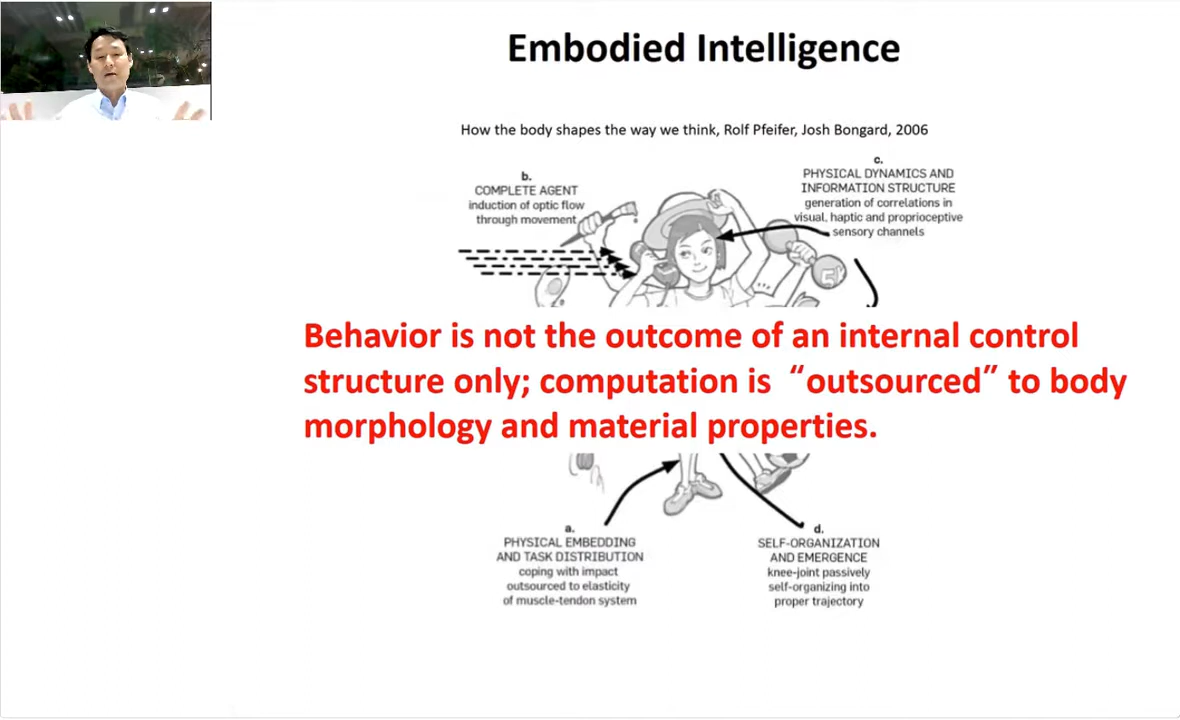 Embodied Intelligence
How the body shapes the way we think, Rolf Pfeifer, Josh Bongard, 2006
b.
COMPLETE AGENT
induction of optic flow
through movement
c.
PHYSICAL DYNAMICS AND
INFORMATION STRUCTURE
generation of correlations in
visual, haptic and proprioceptive
sensory channels
5
Behavior is not the outcome of an internal control
structure only; computation is “outsourced” to body
morphology and material properties.
a.
PHYSICAL EMBEDDING
AND TASK DISTRIBUTION
coping with impact
outsourced to elasticity
of muscle-tendon system
d.
SELF-ORGANIZATION
AND EMERGENCE
knee-joint passively
self-organizing into
proper trajectory